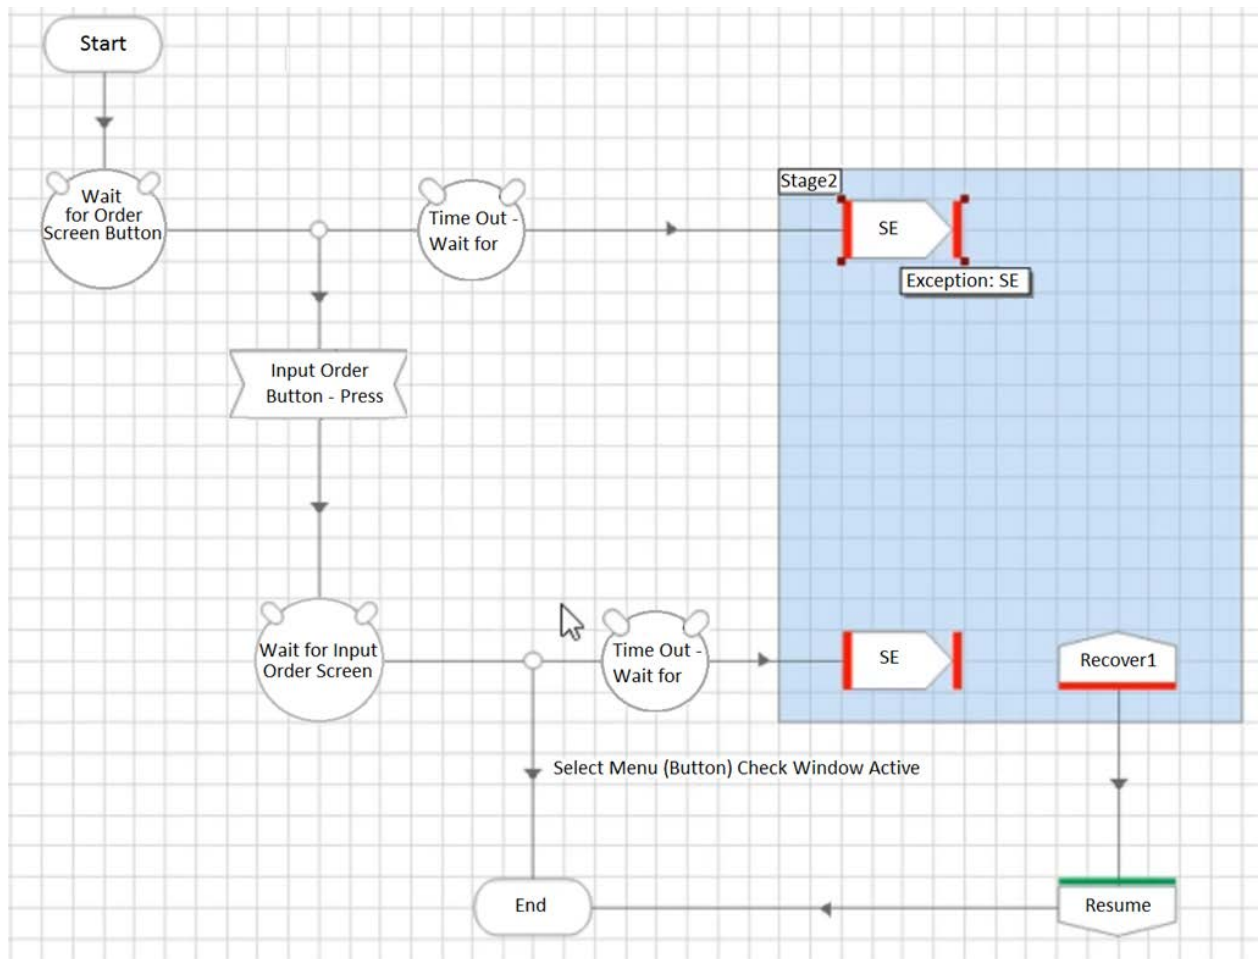 Start
Wait
for Order
Screen Button
Time Out -
Wait for
Stage2
SE
Exception: SE
Input Order
Button - Press
Wait for Input
Order Screen
Time Out -
Wait for
SE
Recover1
Select Menu (Button) Check Window Active
End
Resume